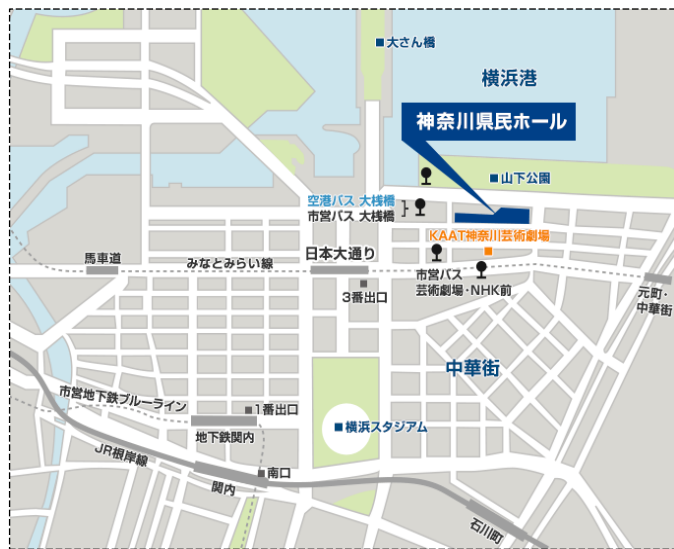 大さん橋
横浜港
神奈川県民ホール
山下公園
空港バス 大桟橋
市営バス 大桟橋
KAAT神奈川芸術劇場
日本大通り
馬車道
みなとみらい線
市営バス
芸術劇場・NHK前
3番出口
元町・
中華街
中華街
市営地下鉄ブルーライン
1番出口
横浜スタジアム
地下鉄関内
JR根岸線
南口
関内
石川町